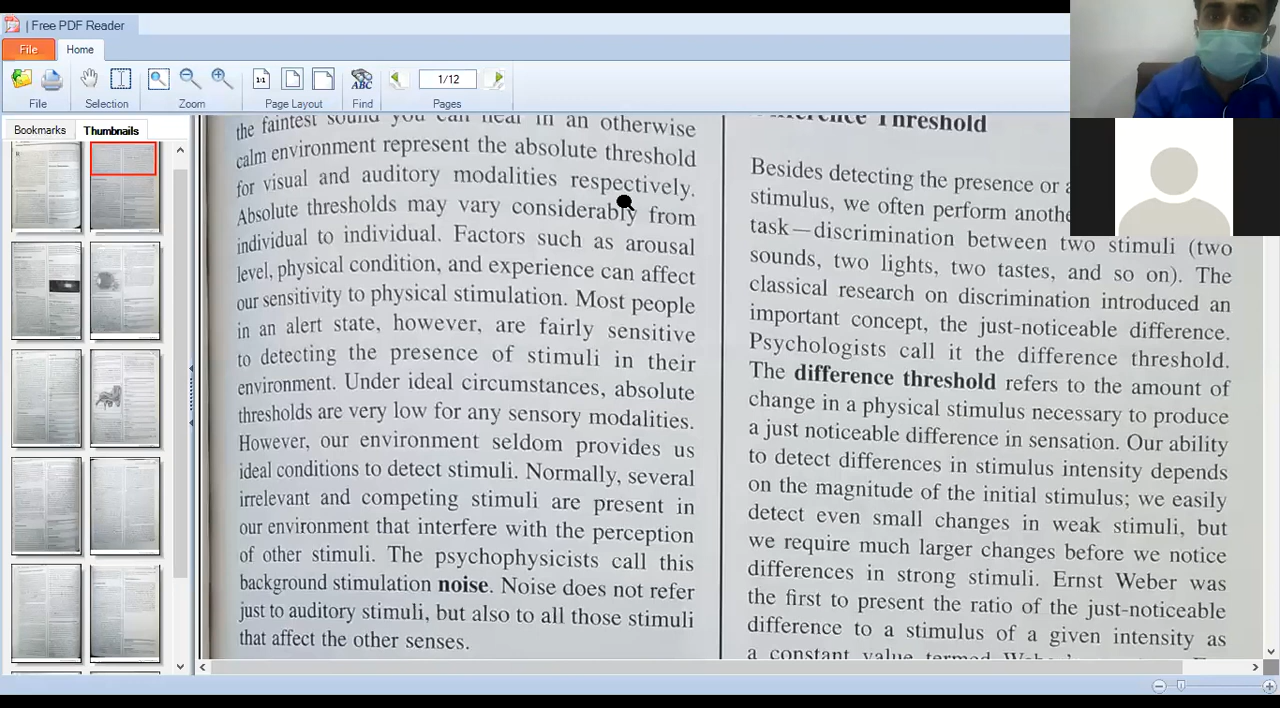 | Free PDF Reader
File
Home
1/12
File
Selection
Zoom
Page Layout
Find
Pages
Bookmarks
Thumbnails
the faintest sound you can hear in an otherwise
calm environment represent the absolute threshold
for visual and auditory modalities respectively.
Absolute thresholds may vary considerably from
individual to individual. Factors such as arousal
level, physical condition, and experience can affect
our sensitivity to physical stimulation. Most people
in an alert state, however, are fairly sensitive
to detecting the presence of stimuli in their
environment. Under ideal circumstances, absolute
thresholds are very low for any sensory modalities.
However, our environment seldom provides us
ideal conditions to detect stimuli. Normally, several
irrelevant and competing stimuli are present in
our environment that interfere with the perception
of other stimuli. The psychophysicists call this
background stimulation noise. Noise does not refer
just to auditory stimuli, but also to all those stimuli
that affect the other senses.
Difference Threshold
Besides detecting the presence or a
stimulus, we often perform anothe
task—discrimination between two stimuli (two
sounds, two lights, two tastes, and so on). The
classical research on discrimination introduced an
important concept, the just-noticeable difference.
Psychologists call it the difference threshold.
The difference threshold refers to the amount of
change in a physical stimulus necessary to produce
a just noticeable difference in sensation. Our ability
to detect differences in stimulus intensity depends
on the magnitude of the initial stimulus; we easily
detect even small changes in weak stimuli, but
we require much larger changes before we notice
differences in strong stimuli. Ernst Weber was
the first to present the ratio of the just-noticeable
difference to a stimulus of a given intensity as
a constant value termed